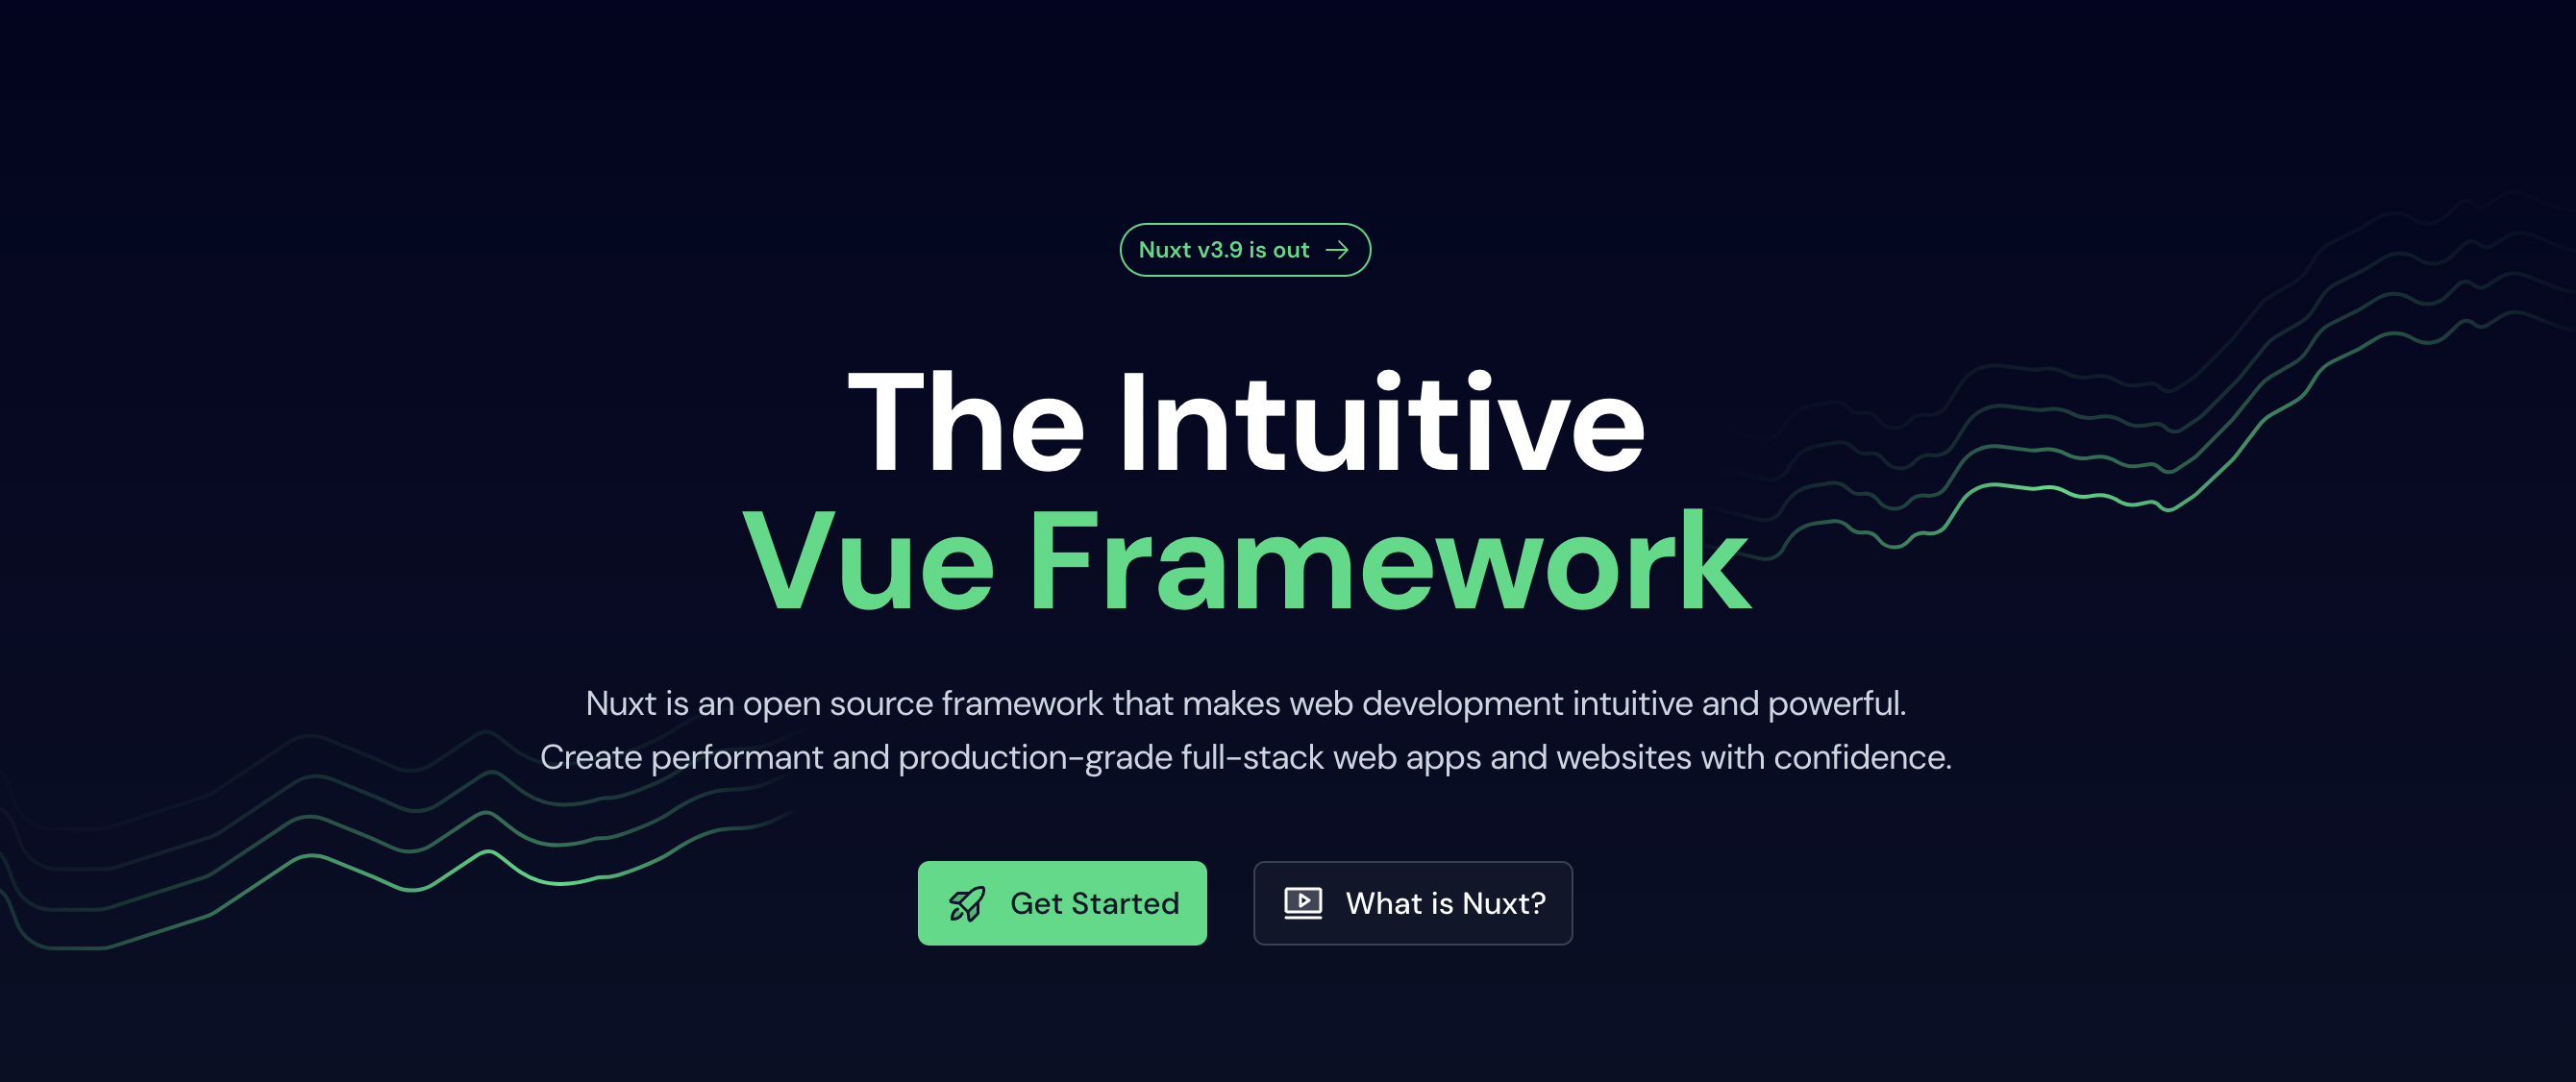 Nuxt v3.9 is out →
The Intuitive
Vue Framework
Nuxt is an open source framework that makes web development intuitive and powerful.
Create performant and production-grade full-stack web apps and websites with confidence.
Get Started
What is Nuxt?